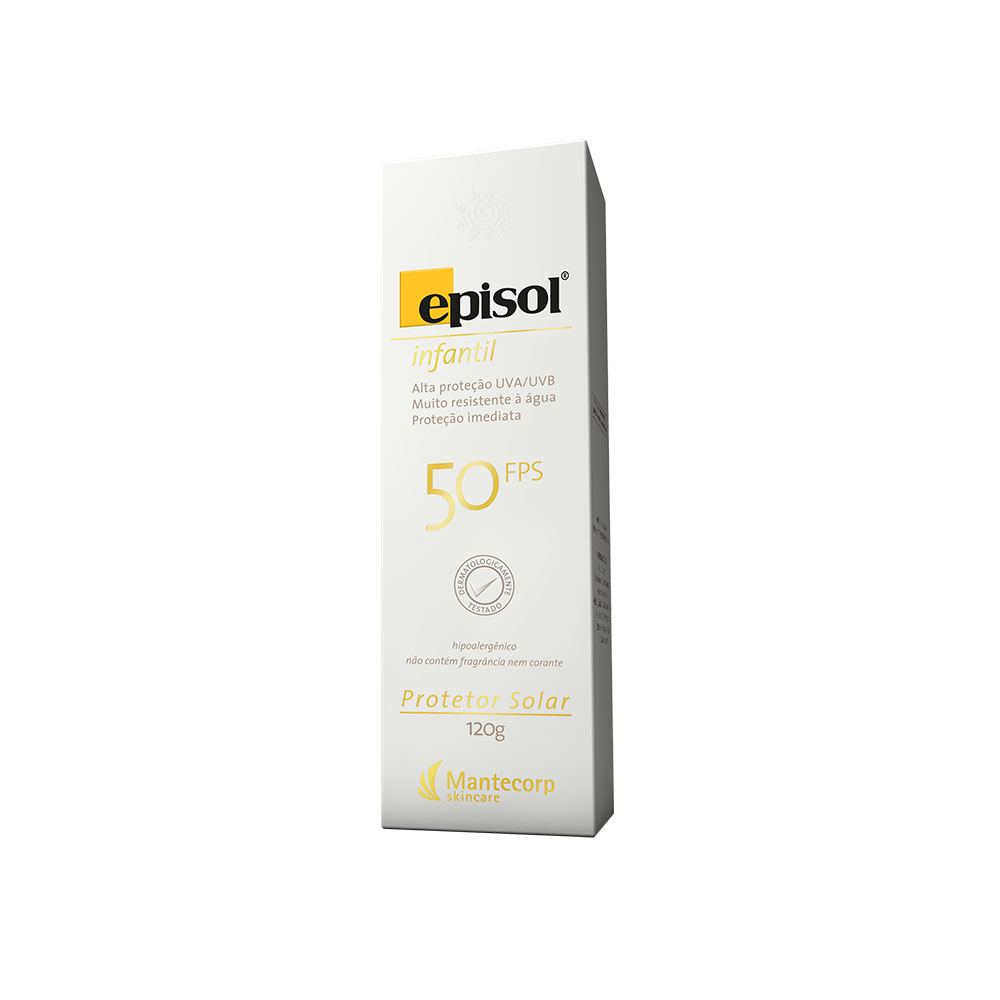 episol®
infantil
Alta proteção UVA/UVB
Muito resistente à água
Proteção imediata
50 FPS
DERMATOLOGICAMENTE
TESTADO
hipoalergênico
não contém fragrância nem corante
Protetor Solar
120g
Mantecorp
skincare